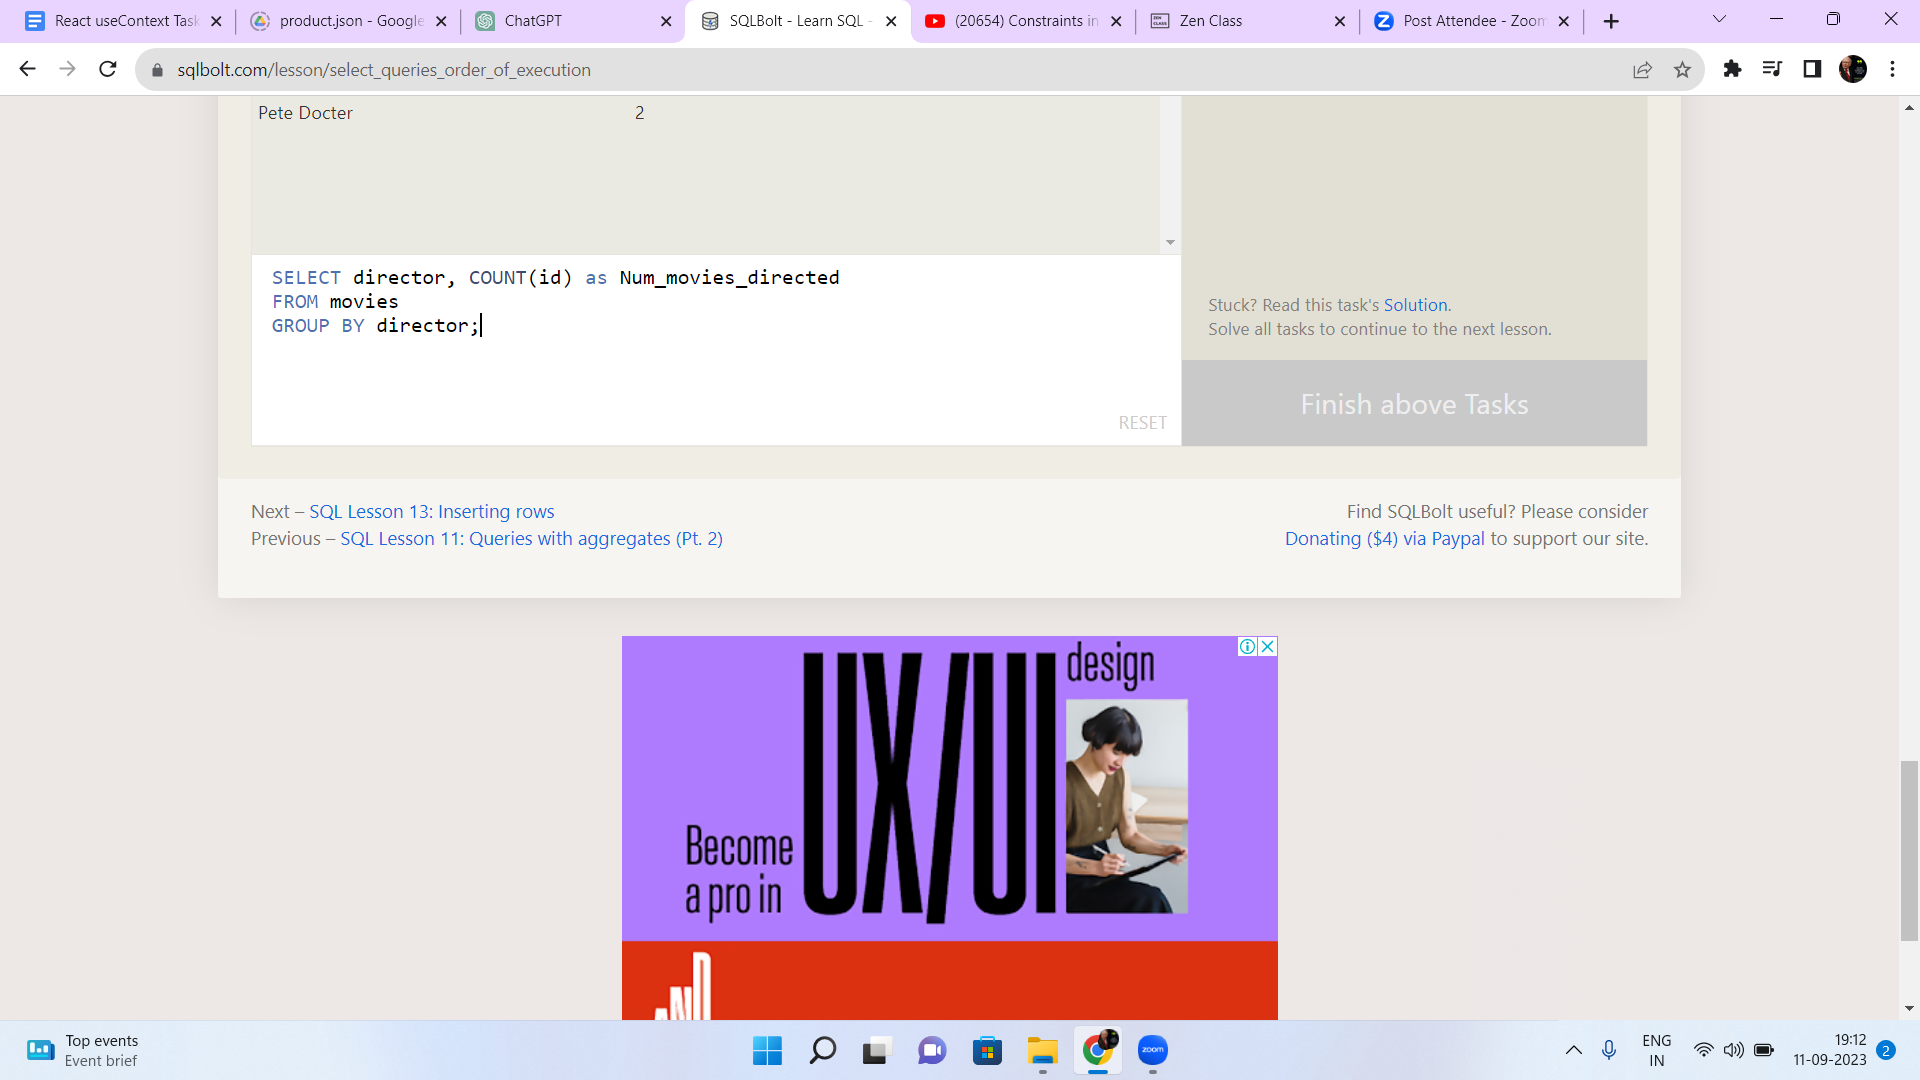 React useContext Task
product.json - Google
ChatGPT
SQLBolt - Learn SQL -
(20654) Constraints in
Zen Class
Post Attendee - Zoom
sqlbolt.com/lesson/select_queries_order_of_execution
Pete Docter 2
SELECT director, COUNT(id) as Num_movies_directed
FROM movies
GROUP BY director;
RESET
Stuck? Read this task's Solution.
Solve all tasks to continue to the next lesson.
Finish above Tasks
Next – SQL Lesson 13: Inserting rows
Previous – SQL Lesson 11: Queries with aggregates (Pt. 2)
Find SQLBolt useful? Please consider
Donating ($4) via Paypal to support our site.
Become
a pro in
UX/UI
design
AND
Top events
Event brief
zoom
ENG
IN
19:12
11-09-2023
2